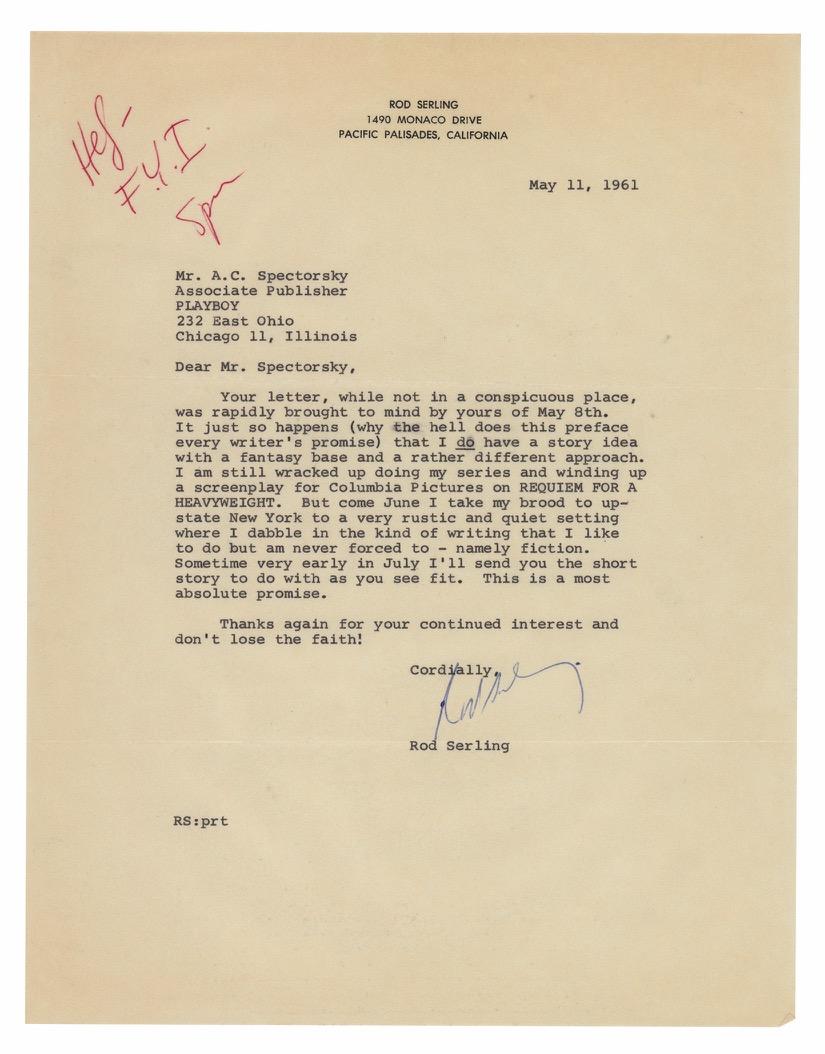 Hef-
F.Y.I.
ROD SERLING
1490 MONACO DRIVE
PACIFIC PALISADES, CALIFORNIA
May 11, 1961
Mr. A.C. Spectorsky
Associate Publisher
PLAYBOY
232 East Ohio
Chicago 11, Illinois
Dear Mr. Spectorsky,
Your letter, while not in a conspicuous place,
was rapidly brought to mind by yours of May 8th.
It just so happens (why the hell does this preface
every writer's promise) that I do have a story idea
with a fantasy base and a rather different approach.
I am still wracked up doing my series and winding up
a screenplay for Columbia Pictures on REQUIEM FOR A
HEAVYWEIGHT.  But come June I take my brood to up-
state New York to a very rustic and quiet setting
where I dabble in the kind of writing that I like
to do but am never forced to - namely fiction.
Sometime very early in July I'll send you the short
story to do with as you see fit.  This is a most
absolute promise.
Thanks again for your continued interest and
don't lose the faith!
Cordially,
Rod Serling
Rod Serling
RS:prt